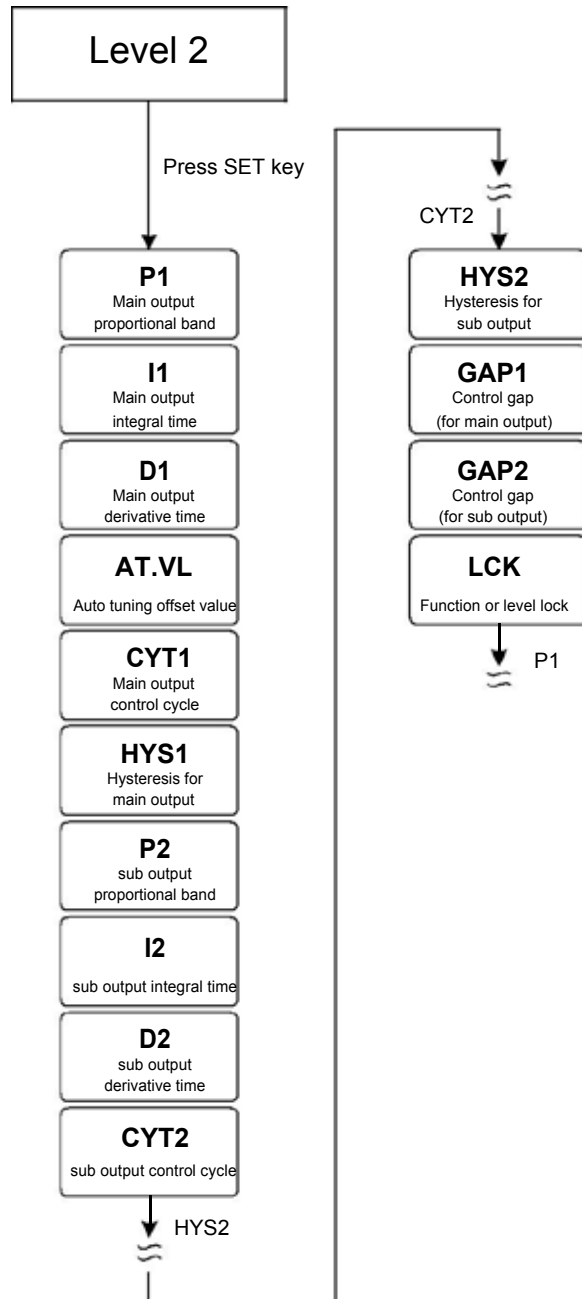 Level 2
Press SET key
P1
Main output
proportional band
I1
Main output
integral time
D1
Main output
derivative time
AT.VL
Auto tuning offset value
CYT1
Main output
control cycle
HYS1
Hysteresis for
main output
P2
sub output
proportional band
I2
sub output integral time
D2
sub output
derivative time
CYT2
sub output control cycle
HYS2
CYT2
HYS2
Hysteresis for
sub output
GAP1
Control gap
(for main output)
GAP2
Control gap
(for sub output)
LCK
Function or level lock
P1